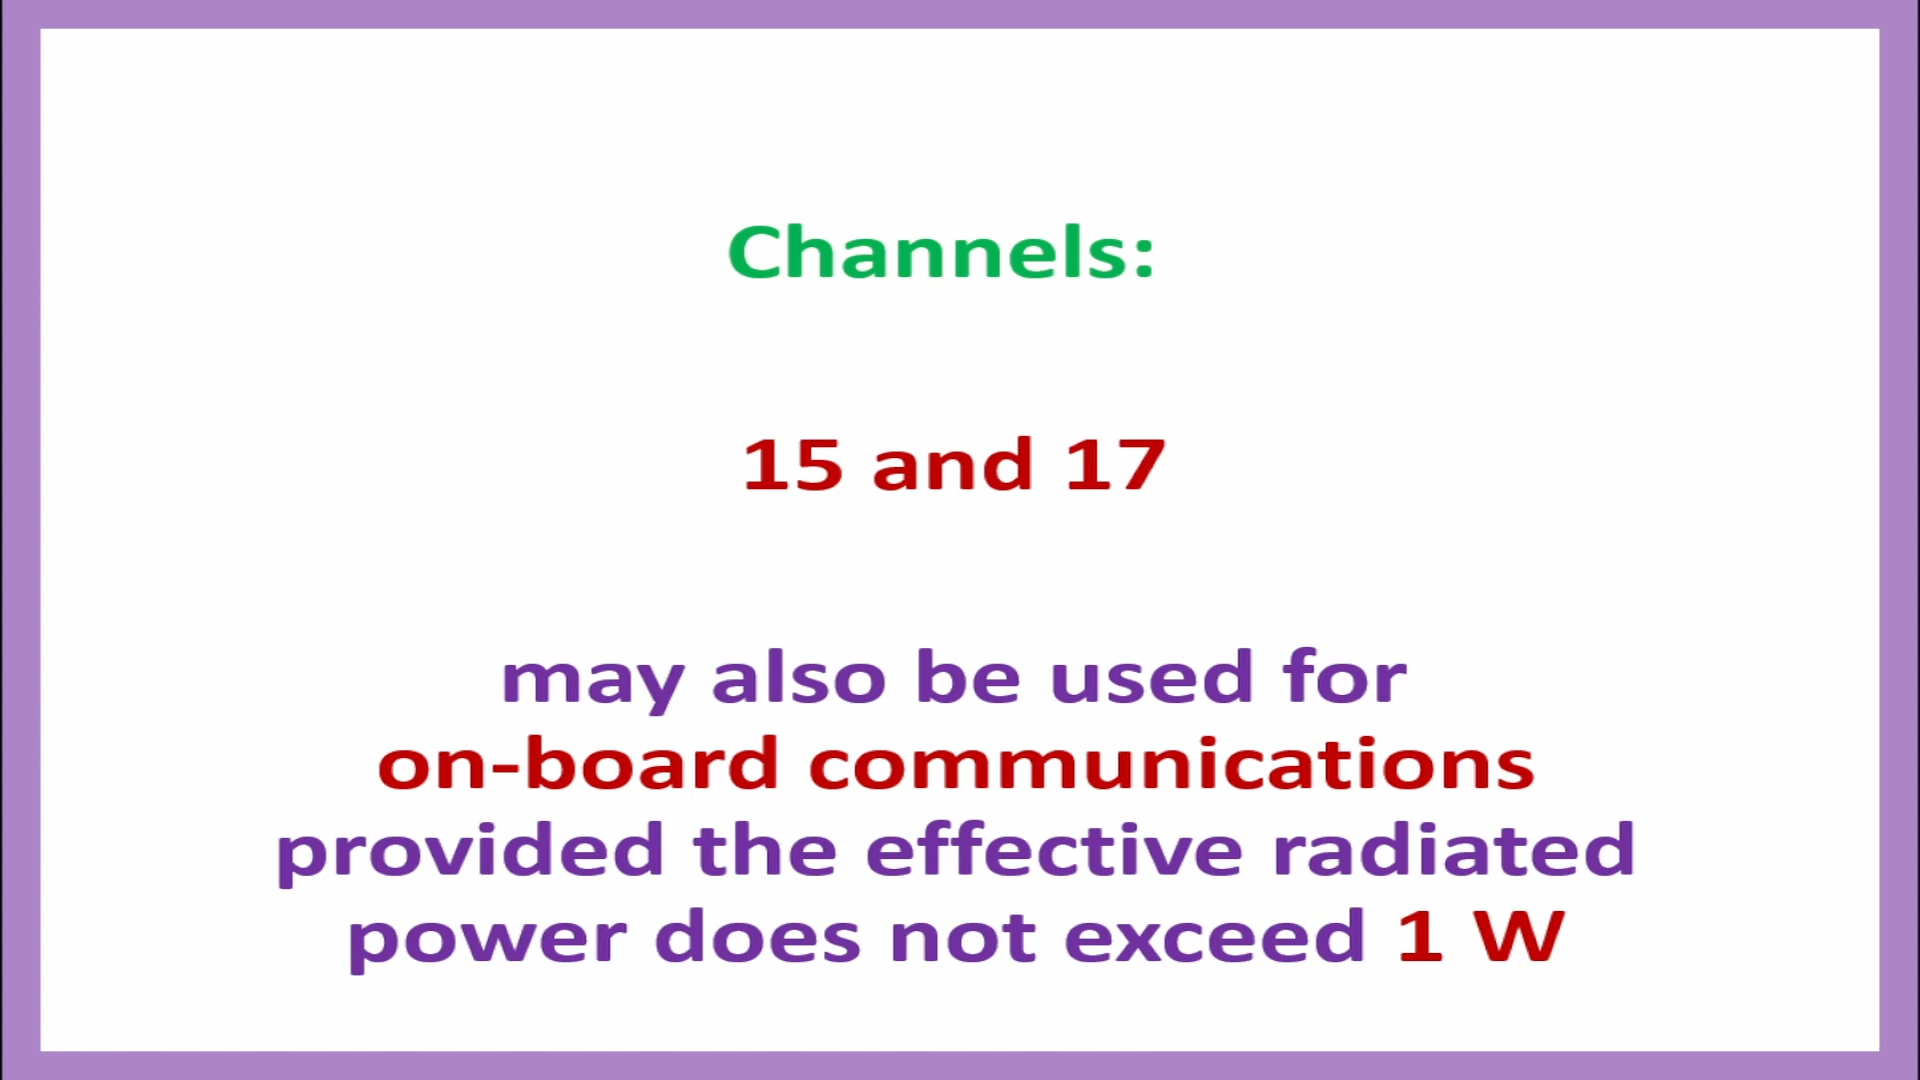 Channels:
15 and 17
may also be used for
on-board communications
provided the effective radiated
power does not exceed 1 W